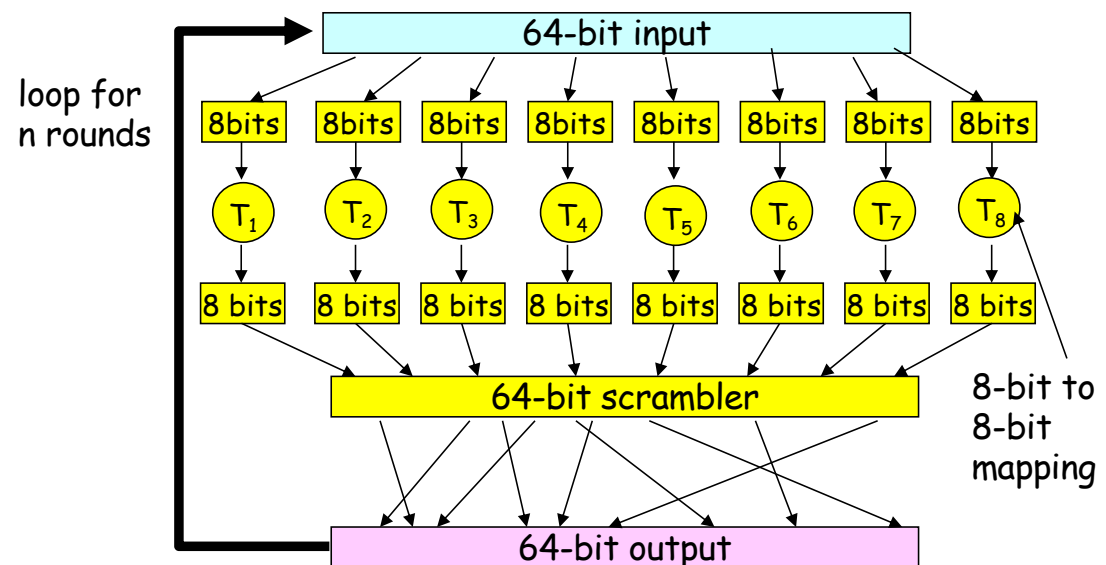 64-bit input
loop for
n rounds
8bits 8bits 8bits 8bits 8bits 8bits 8bits 8bits
T₁ T₂ T₃ T₄ T₅ T₆ T₇ T₈
8 bits 8 bits 8 bits 8 bits 8 bits 8 bits 8 bits 8 bits
64-bit scrambler
8-bit to
8-bit
mapping
64-bit output